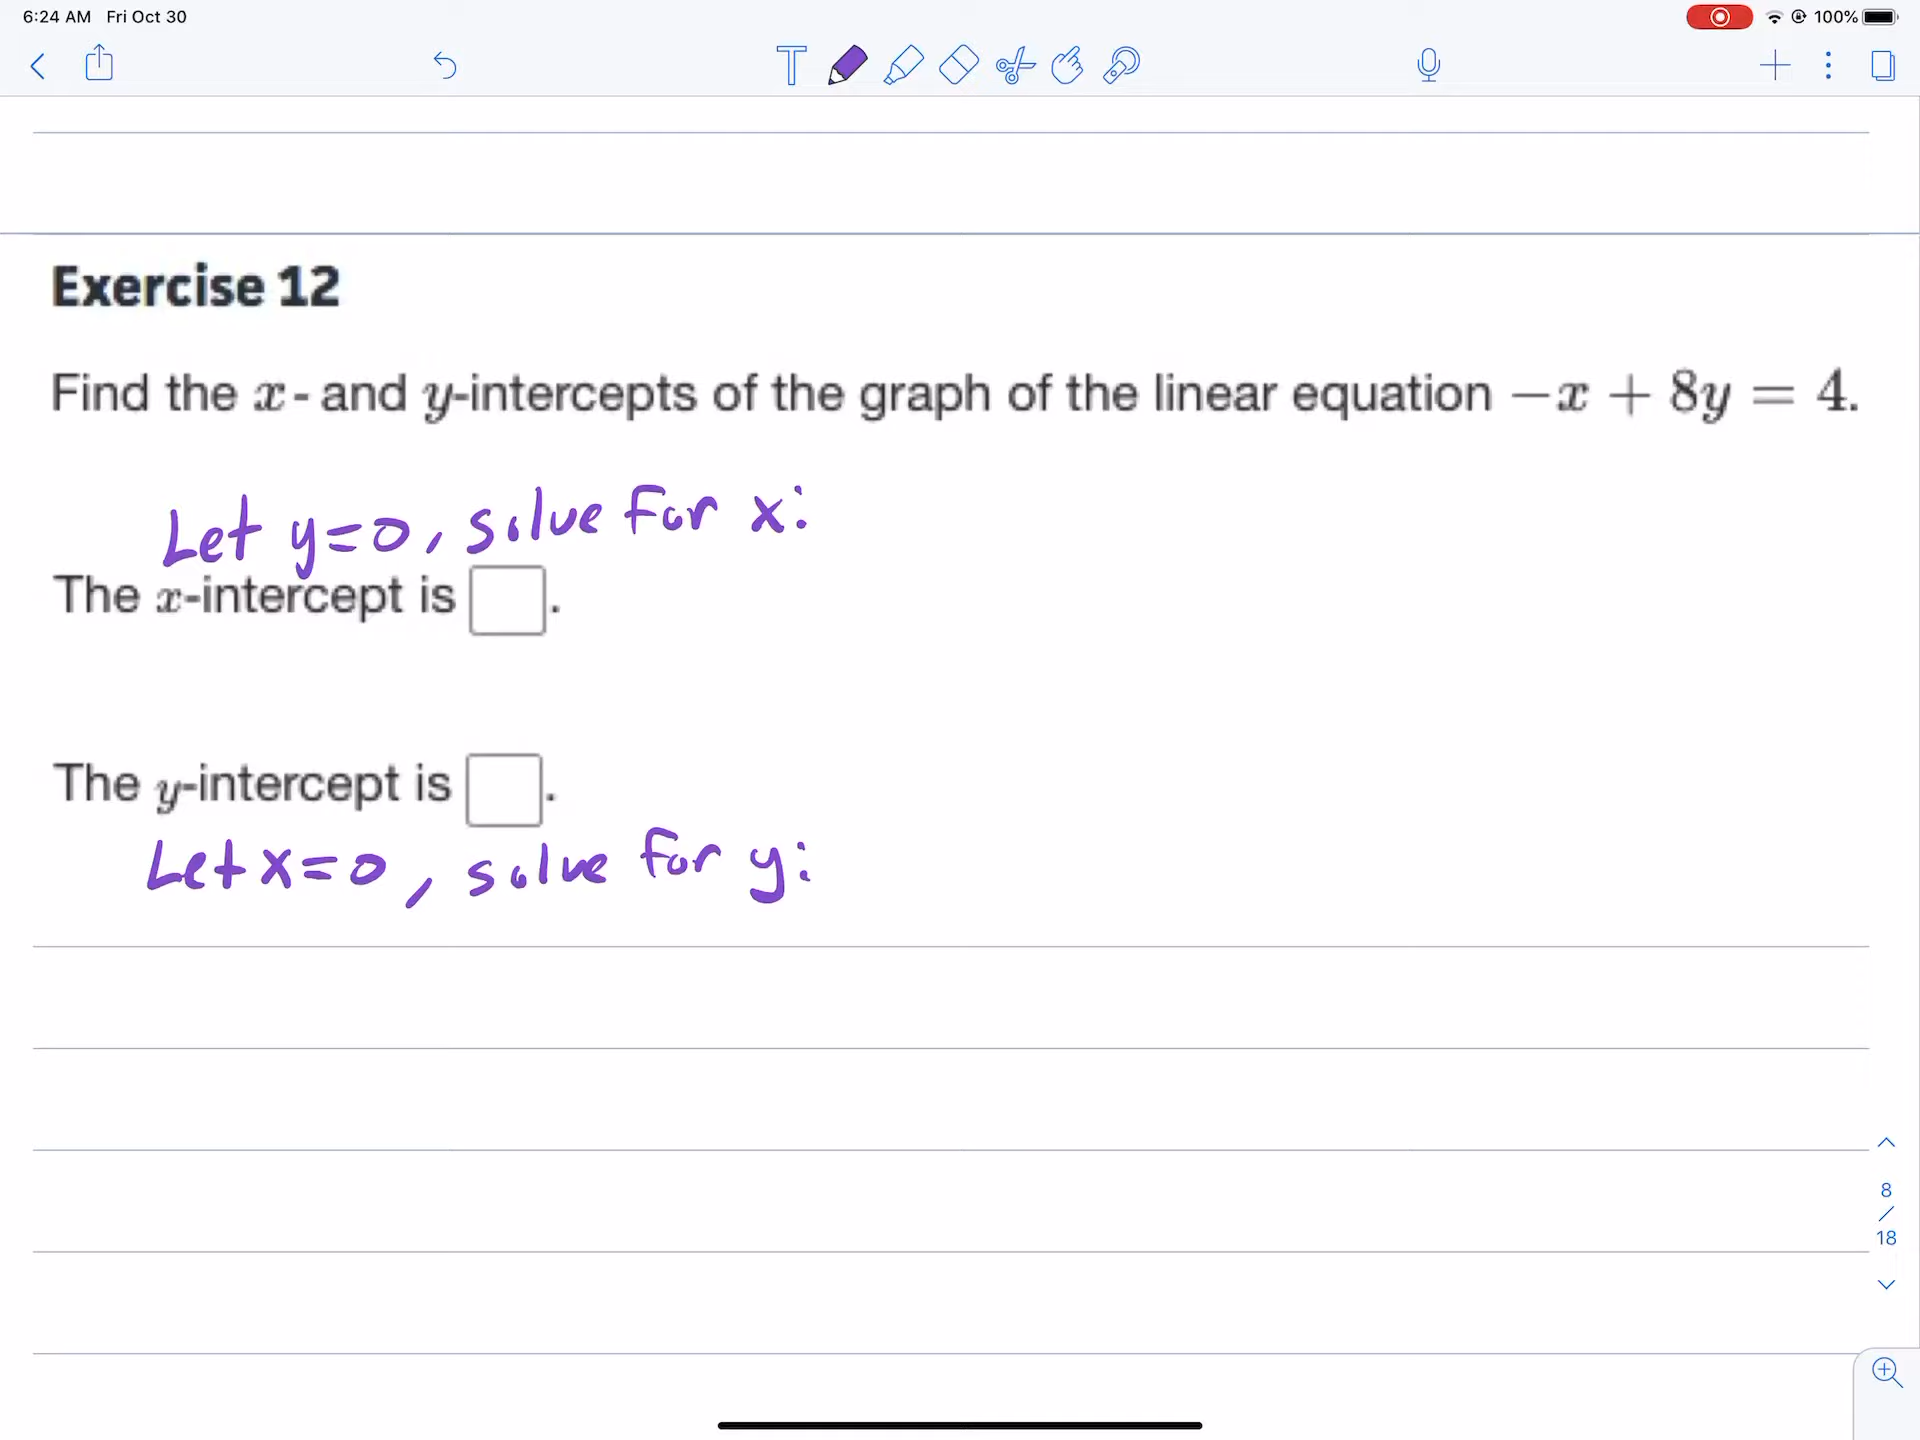 6:24 AM Fri Oct 30 100%
T
Exercise 12
Find the x- and y-intercepts of the graph of the linear equation −x + 8y = 4.
Let y=0, solve for x:
The x-intercept is .
The y-intercept is .
Let x=0, solve for y:
8
/
18